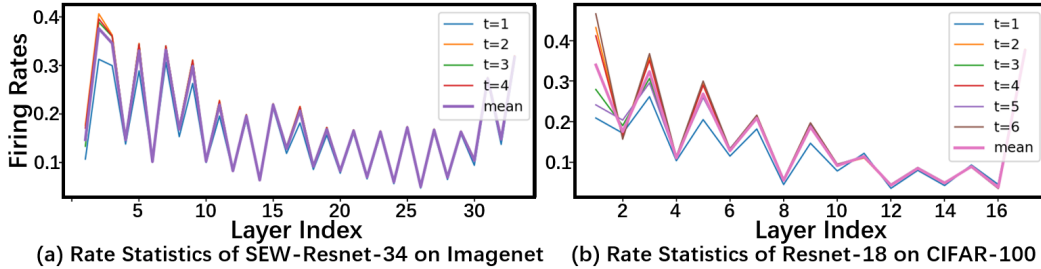 0.4
0.3
0.2
0.1
Firing Rates
5
10
15
20
25
30
Layer Index
t=1
t=2
t=3
t=4
mean
(a) Rate Statistics of SEW-Resnet-34 on Imagenet
0.4
0.3
0.2
0.1
2
4
6
8
10
12
14
16
Layer Index
t=1
t=2
t=3
t=4
t=5
t=6
mean
(b) Rate Statistics of Resnet-18 on CIFAR-100